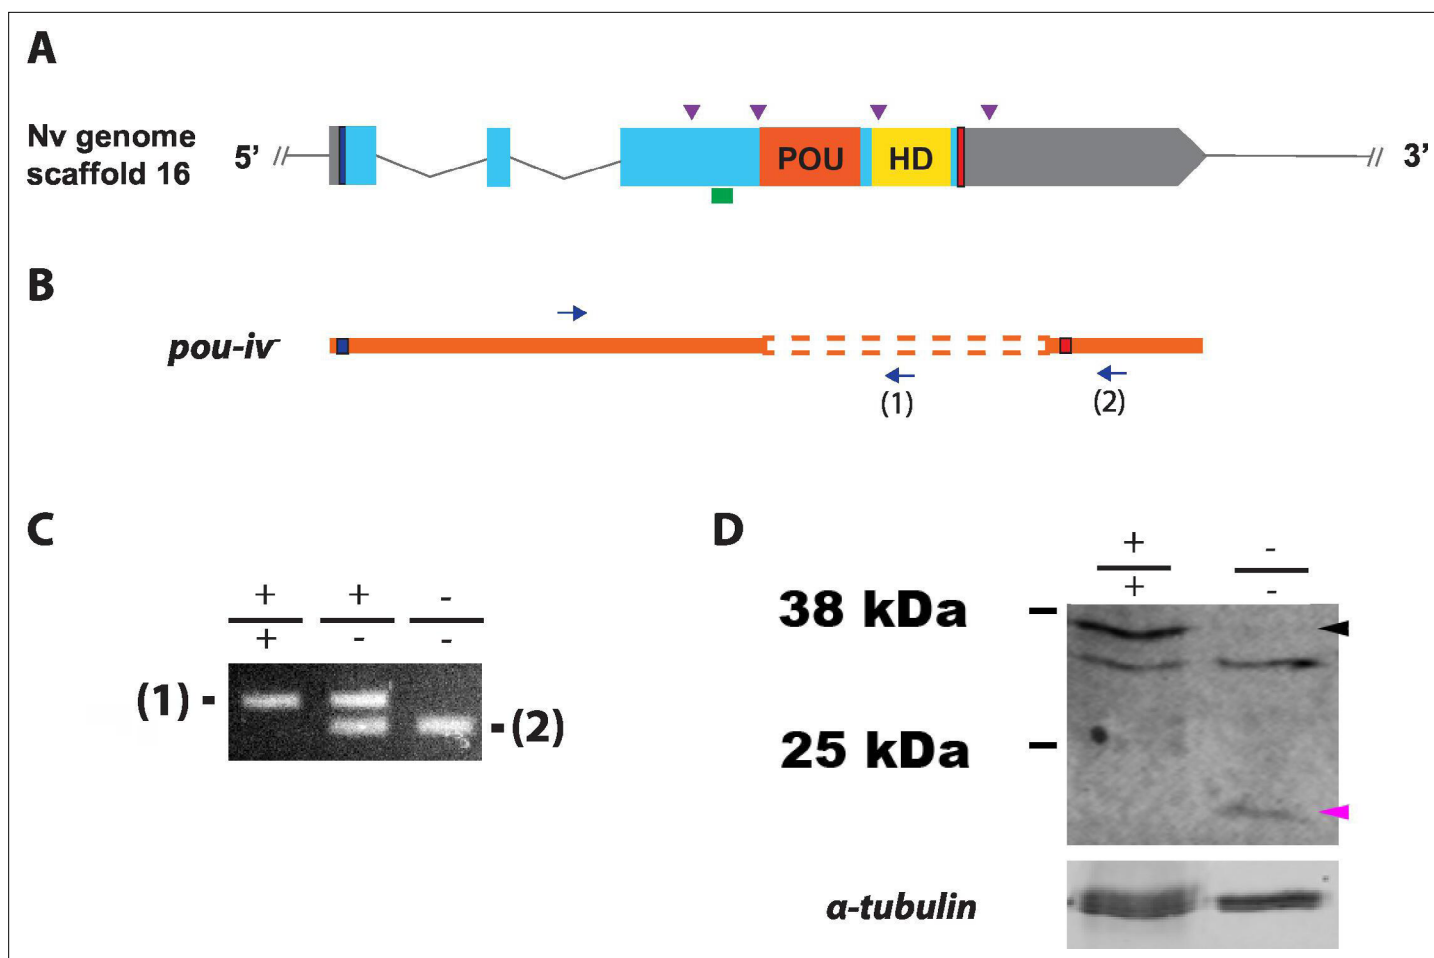 A
Nv genome
scaffold 16
5’
POU
HD
3’
B
pou-iv⁻
(1)
(2)
C
+ + -
+ - -
(1) -
- (2)
D
+ -
+ -
38 kDa
25 kDa
α-tubulin